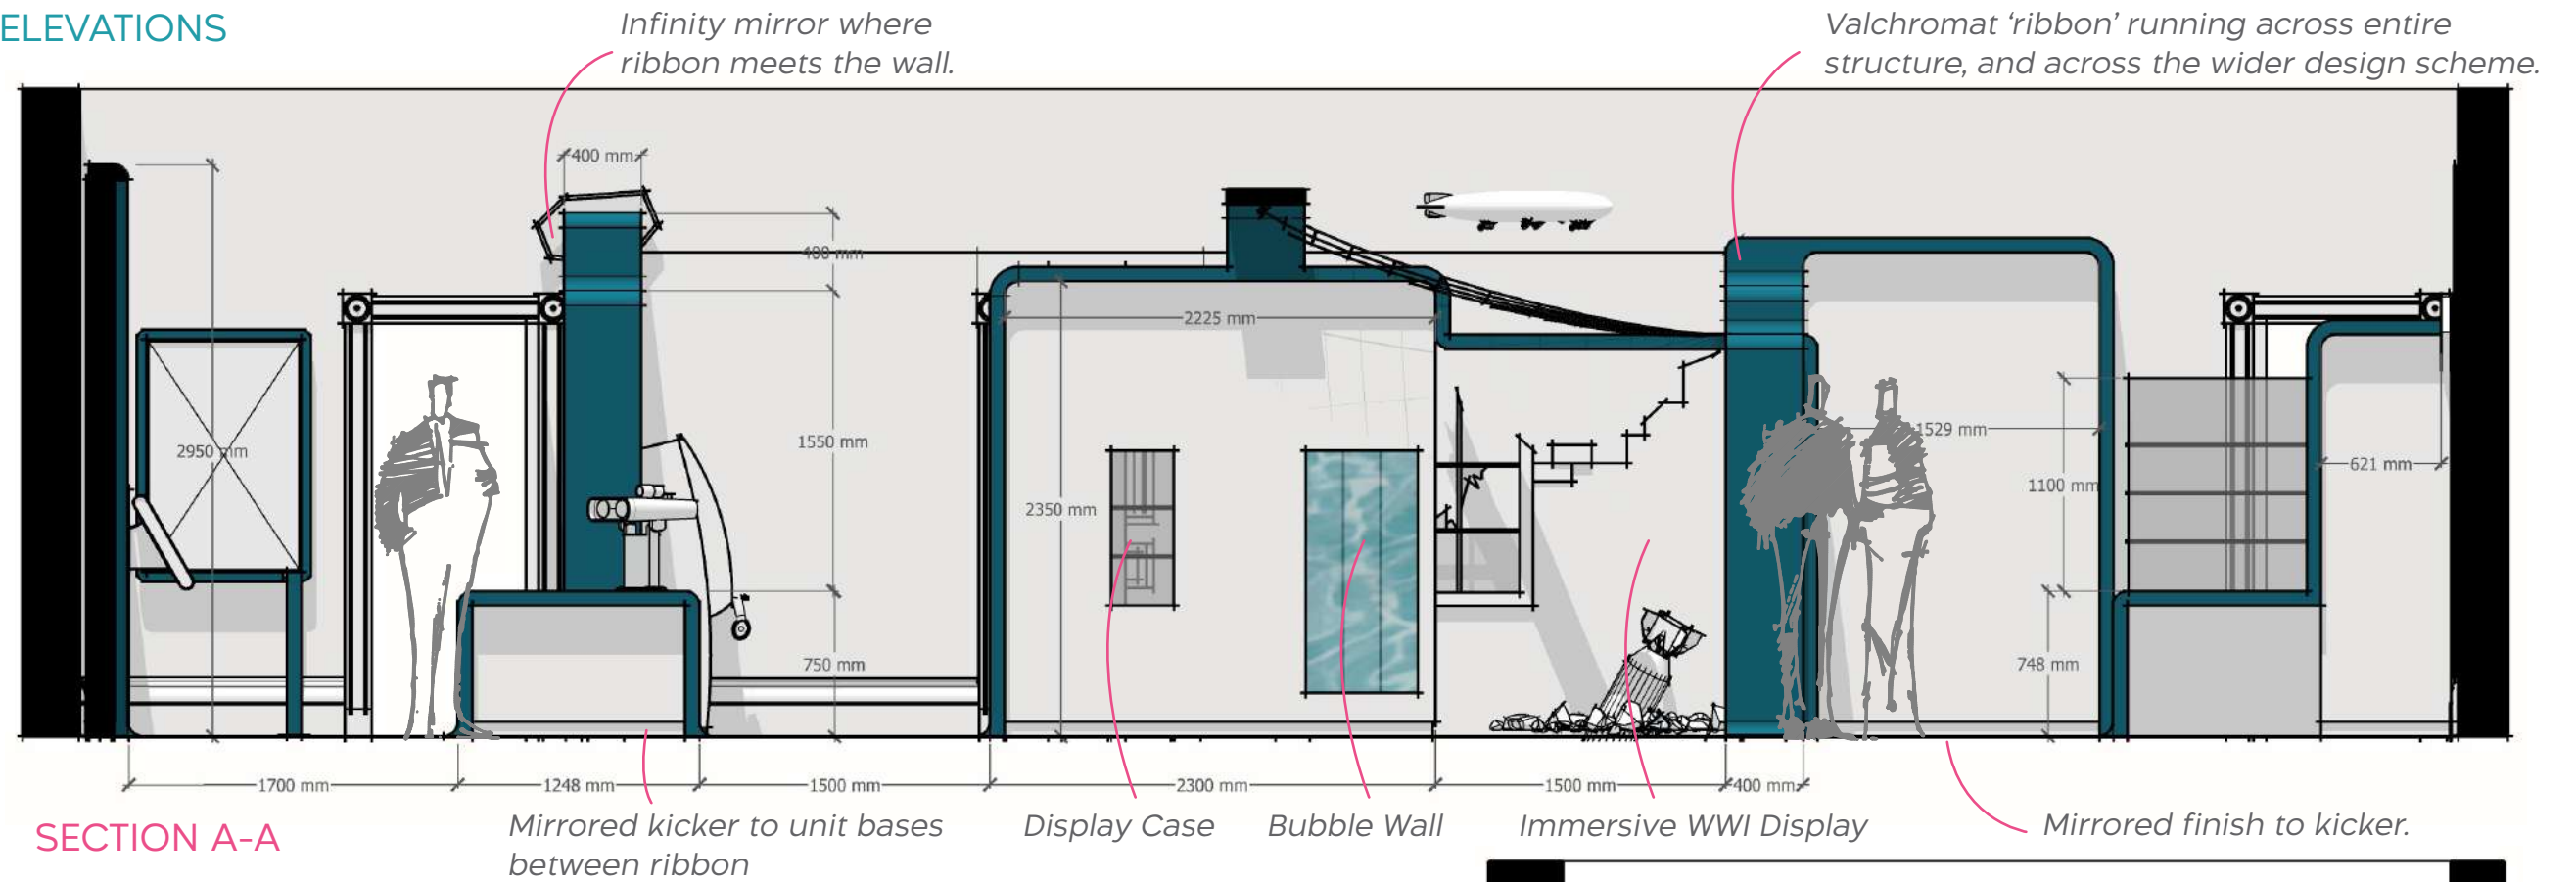 ELEVATIONS
Infinity mirror where
ribbon meets the wall.
Valchromat ‘ribbon’ running across entire
structure, and across the wider design scheme.
400 mm
400 mm
2225 mm
2950 mm
1550 mm
1529 mm
621 mm
1100 mm
2350 mm
750 mm
748 mm
1700 mm
1248 mm
1500 mm
2300 mm
1500 mm
400 mm
SECTION A-A
Mirrored kicker to unit bases
between ribbon
Display Case
Bubble Wall
Immersive WWI Display
Mirrored finish to kicker.